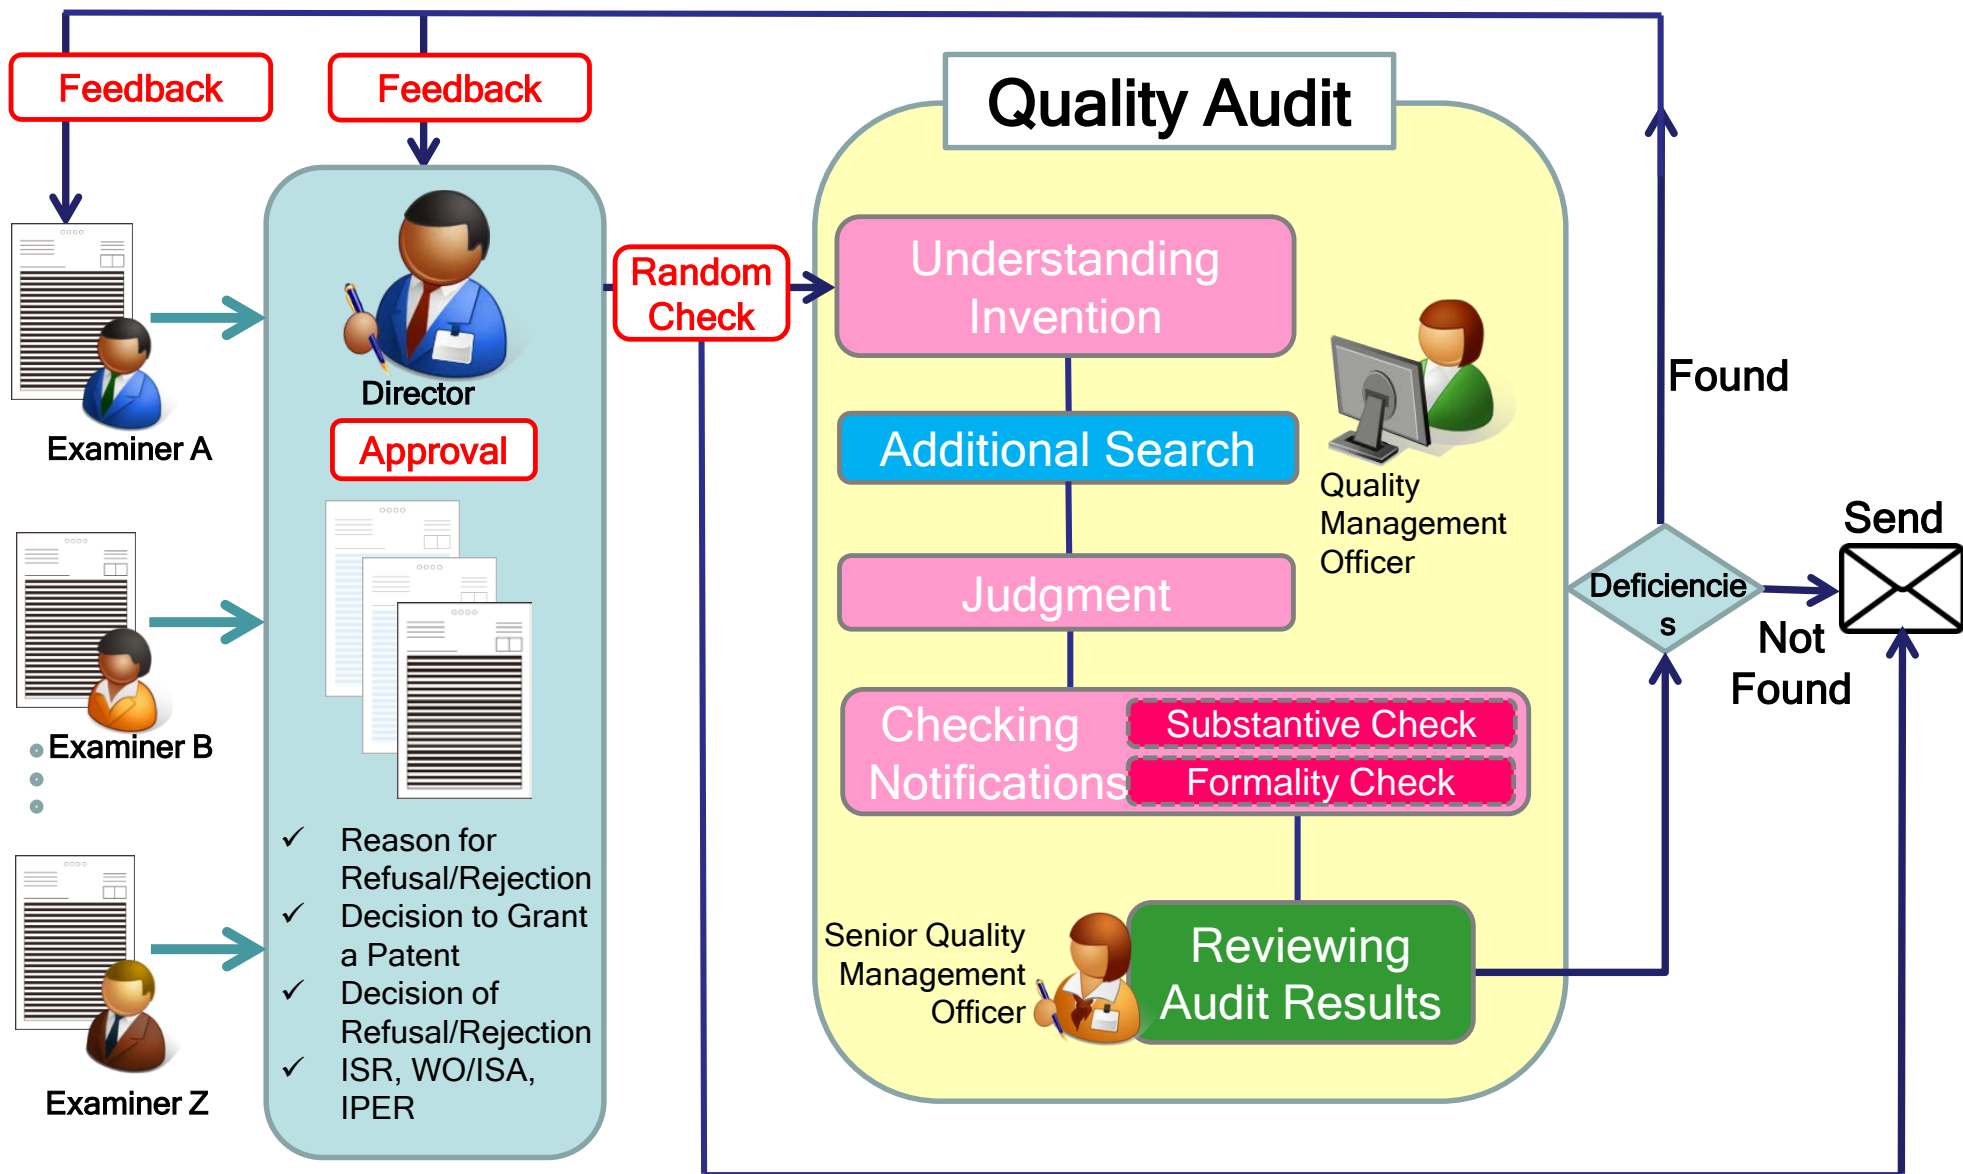 Feedback
Feedback
Quality Audit
Director
Approval
Examiner A
Examiner B
Examiner Z
✓ Reason for
Refusal/Rejection
✓ Decision to Grant
a Patent
✓ Decision of
Refusal/Rejection
✓ ISR, WO/ISA,
IPER
Random
Check
Understanding
Invention
Additional Search
Judgment
Checking
Notifications
Substantive Check
Formality Check
Quality
Management
Officer
Senior Quality
Management
Officer
Reviewing
Audit Results
Deficiencie
s
Found
Not
Found
Send